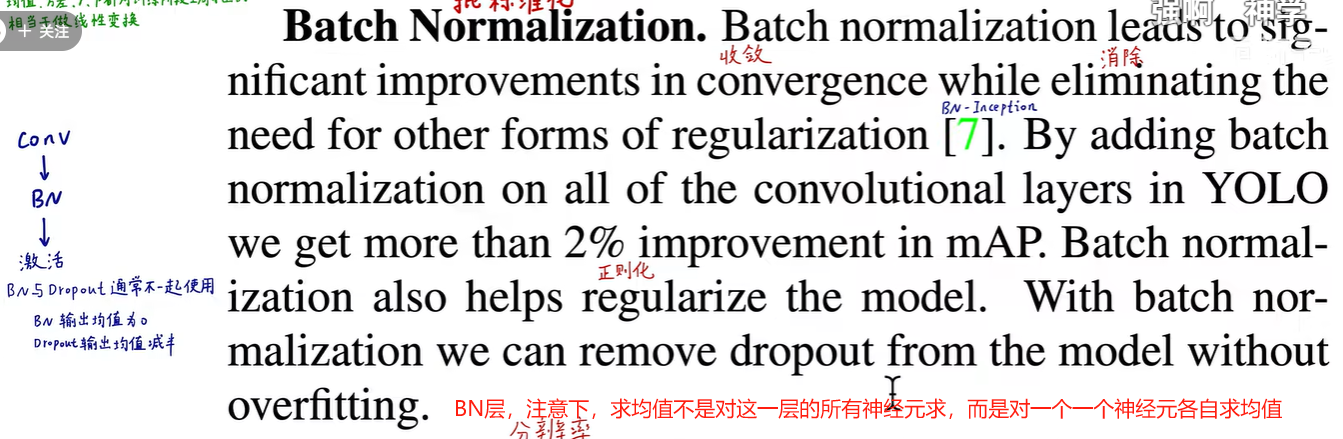 相当于做线性变换
+ 关注
批标准化
强啊 神学
Batch Normalization. Batch normalization leads to sig-
收敛 消除
nificant improvements in convergence while eliminating the
BN-Inception
need for other forms of regularization [7]. By adding batch
normalization on all of the convolutional layers in YOLO
we get more than 2% improvement in mAP. Batch normal-
正则化
ization also helps regularize the model. With batch nor-
malization we can remove dropout from the model without
overfitting.
Conv
BN
激活
BN与Dropout通常不一起使用
BN输出均值为0
Dropout输出均值减半
BN层，注意下，求均值不是对这一层的所有神经元求，而是对一个一个神经元各自求均值
分辨率